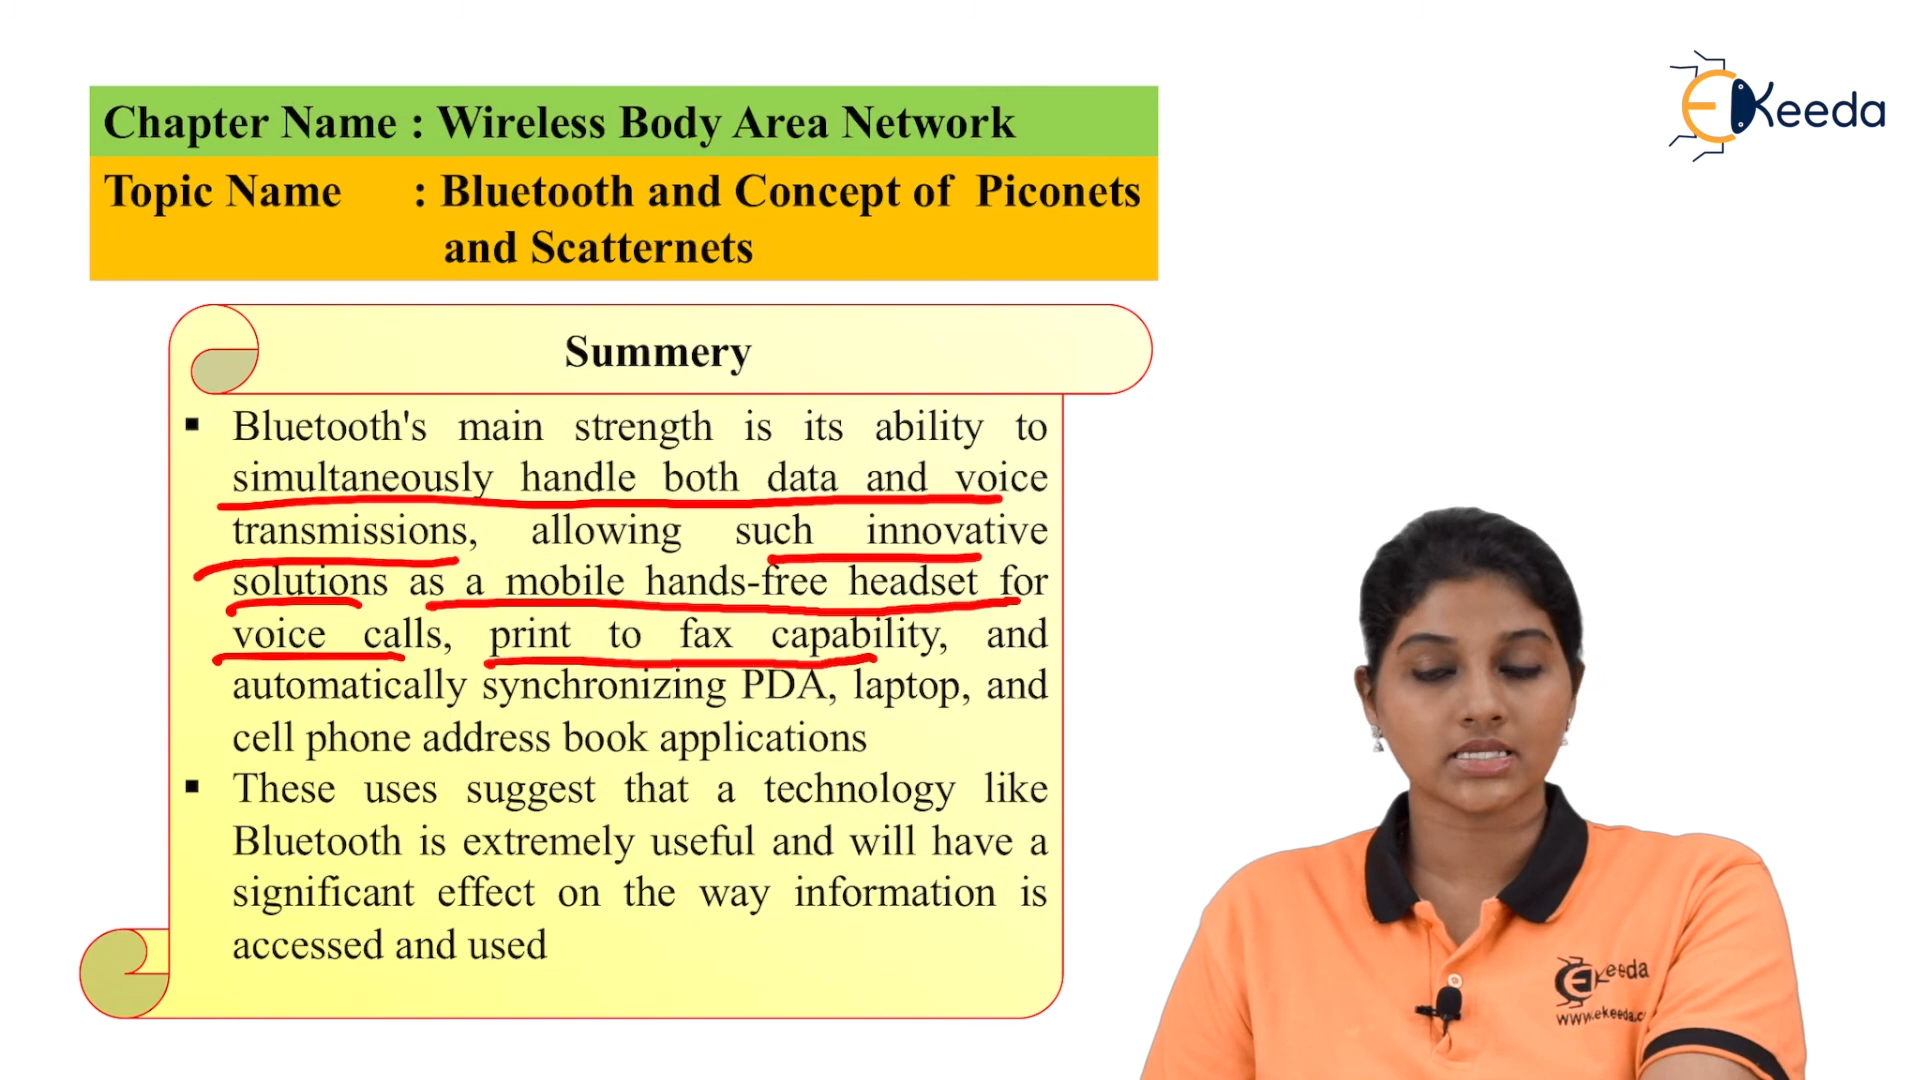 Chapter Name : Wireless Body Area Network
Topic Name : Bluetooth and Concept of Piconets
and Scatternets
EKeeda
Summery
▪ Bluetooth's main strength is its ability to
simultaneously handle both data and voice
transmissions, allowing such innovative
solutions as a mobile hands-free headset for
voice calls, print to fax capability, and
automatically synchronizing PDA, laptop, and
cell phone address book applications
▪ These uses suggest that a technology like
Bluetooth is extremely useful and will have a
significant effect on the way information is
accessed and used
EKeeda
www.ekeeda.c